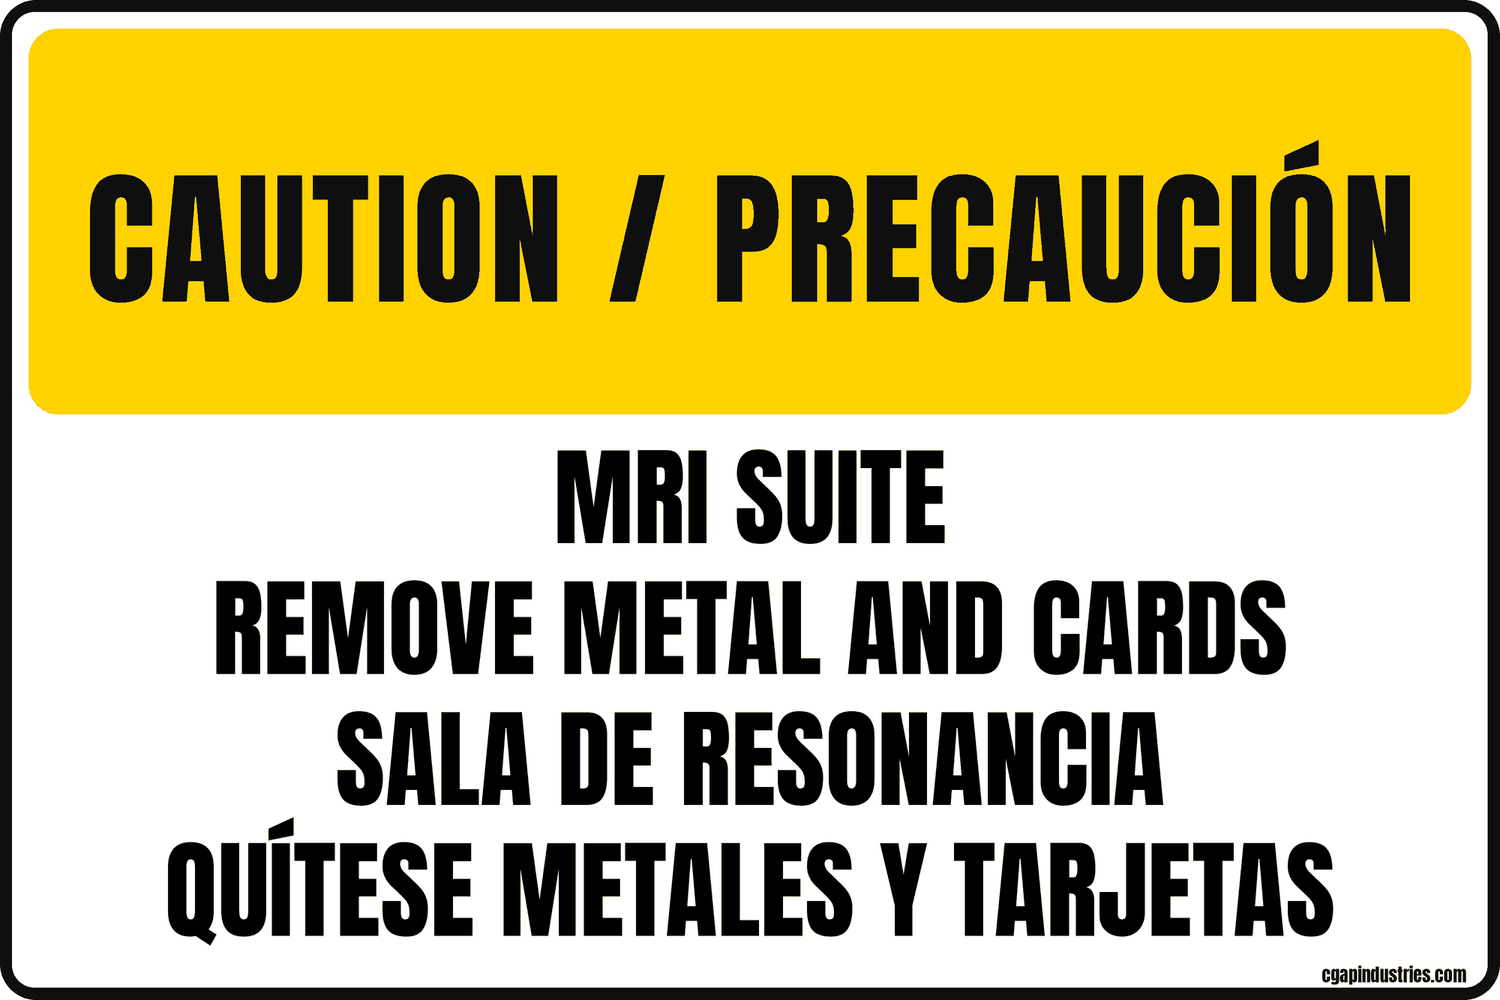 CAUTION / PRECAUCIÓN
MRI SUITE
REMOVE METAL AND CARDS
SALA DE RESONANCIA
QUÍTESE METALES Y TARJETAS
cgapindustries.com